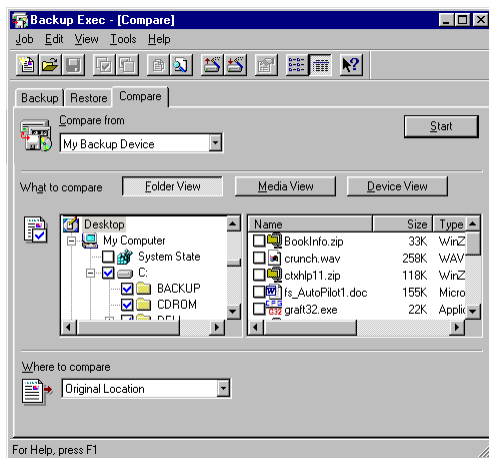 Backup Exec - [Compare]
Job Edit View Tools Help
Backup Restore Compare
Compare from
My Backup Device
Start
What to compare
Folder View
Media View
Device View
Desktop
My Computer
System State
C:
BACKUP
CDROM
DELL
Name Size Type
BookInfo.zip 33K WinZ
crunch.wav 258K WAV
ctxhlp11.zip 118K WinZ
fs_AutoPilot1.doc 155K Micro
graft32.exe 22K Applic
Where to compare
Original Location
For Help, press F1